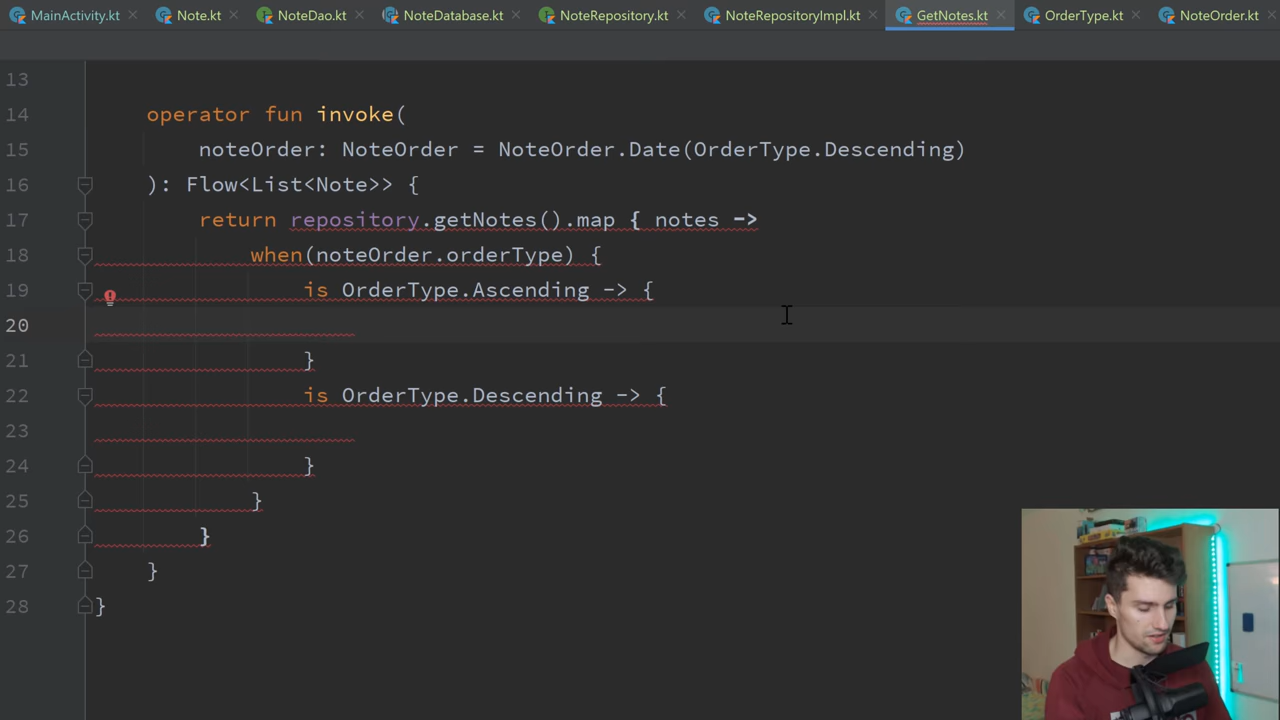 MainActivity.kt Note.kt NoteDao.kt NoteDatabase.kt NoteRepository.kt NoteRepositoryImpl.kt GetNotes.kt OrderType.kt NoteOrder.kt
13
14 operator fun invoke(
15 noteOrder: NoteOrder = NoteOrder.Date(OrderType.Descending)
16 ): Flow<List<Note>> {
17 return repository.getNotes().map { notes ->
18 when(noteOrder.orderType) {
19 is OrderType.Ascending -> {
20
21 }
22 is OrderType.Descending -> {
23
24 }
25 }
26 }
27 }
28 }